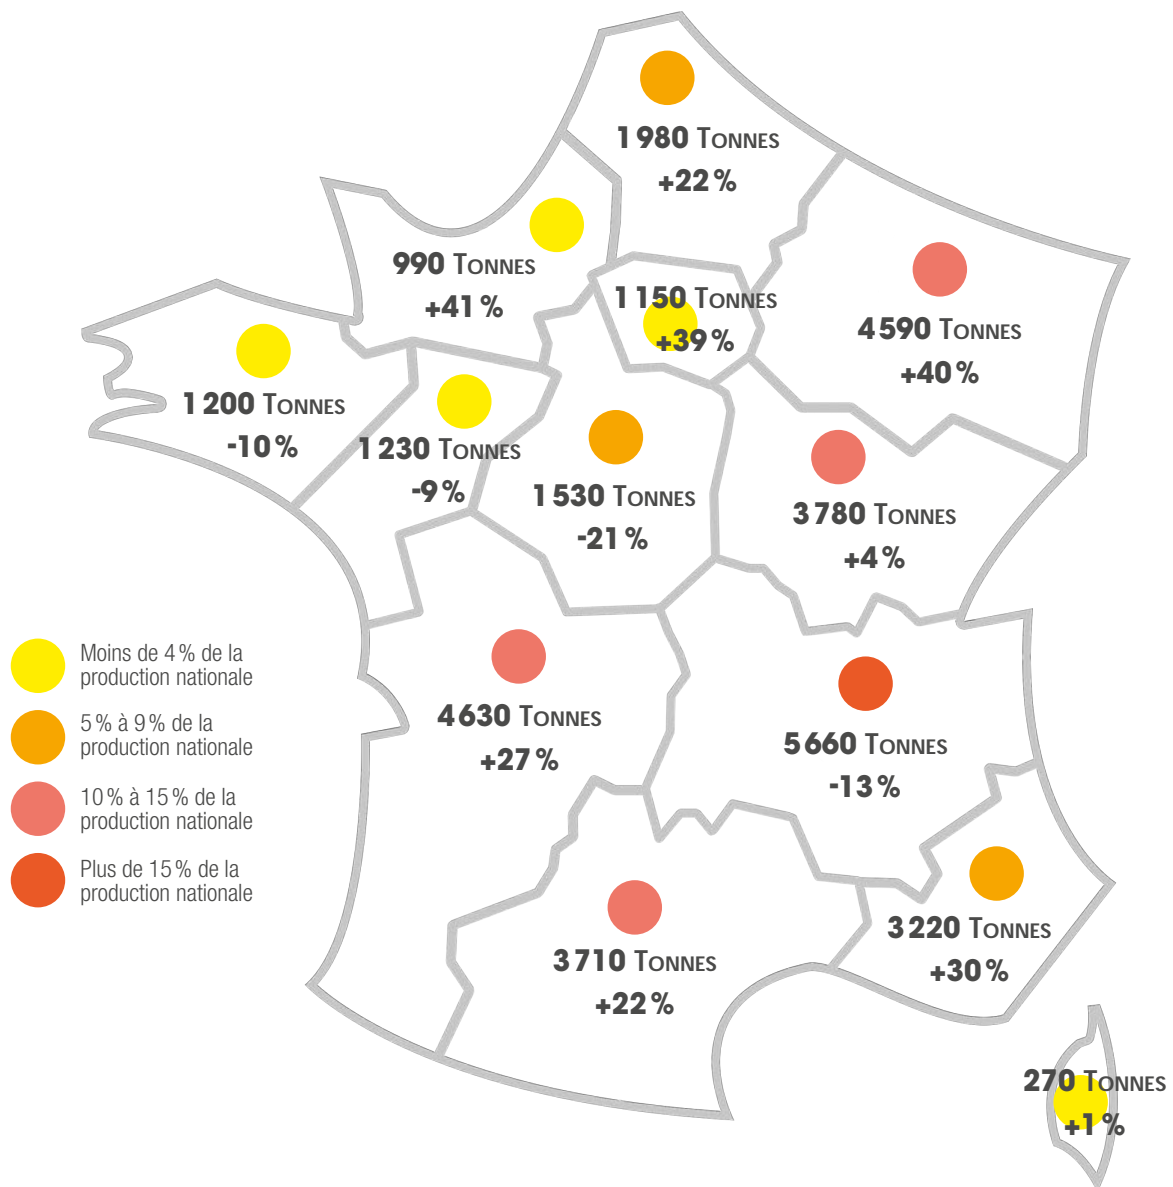 1 980 TONNES
+22 %
990 TONNES
+41 %
1 150 TONNES
+39 %
4 590 TONNES
+40 %
1 200 TONNES
-10 %
1 230 TONNES
-9 %
1 530 TONNES
-21 %
3 780 TONNES
+4 %
Moins de 4 % de la
production nationale
5 % à 9 % de la
production nationale
10 % à 15 % de la
production nationale
Plus de 15 % de la
production nationale
4 630 TONNES
+27 %
5 660 TONNES
-13 %
3 710 TONNES
+22 %
3 220 TONNES
+30 %
270 TONNES
+1 %